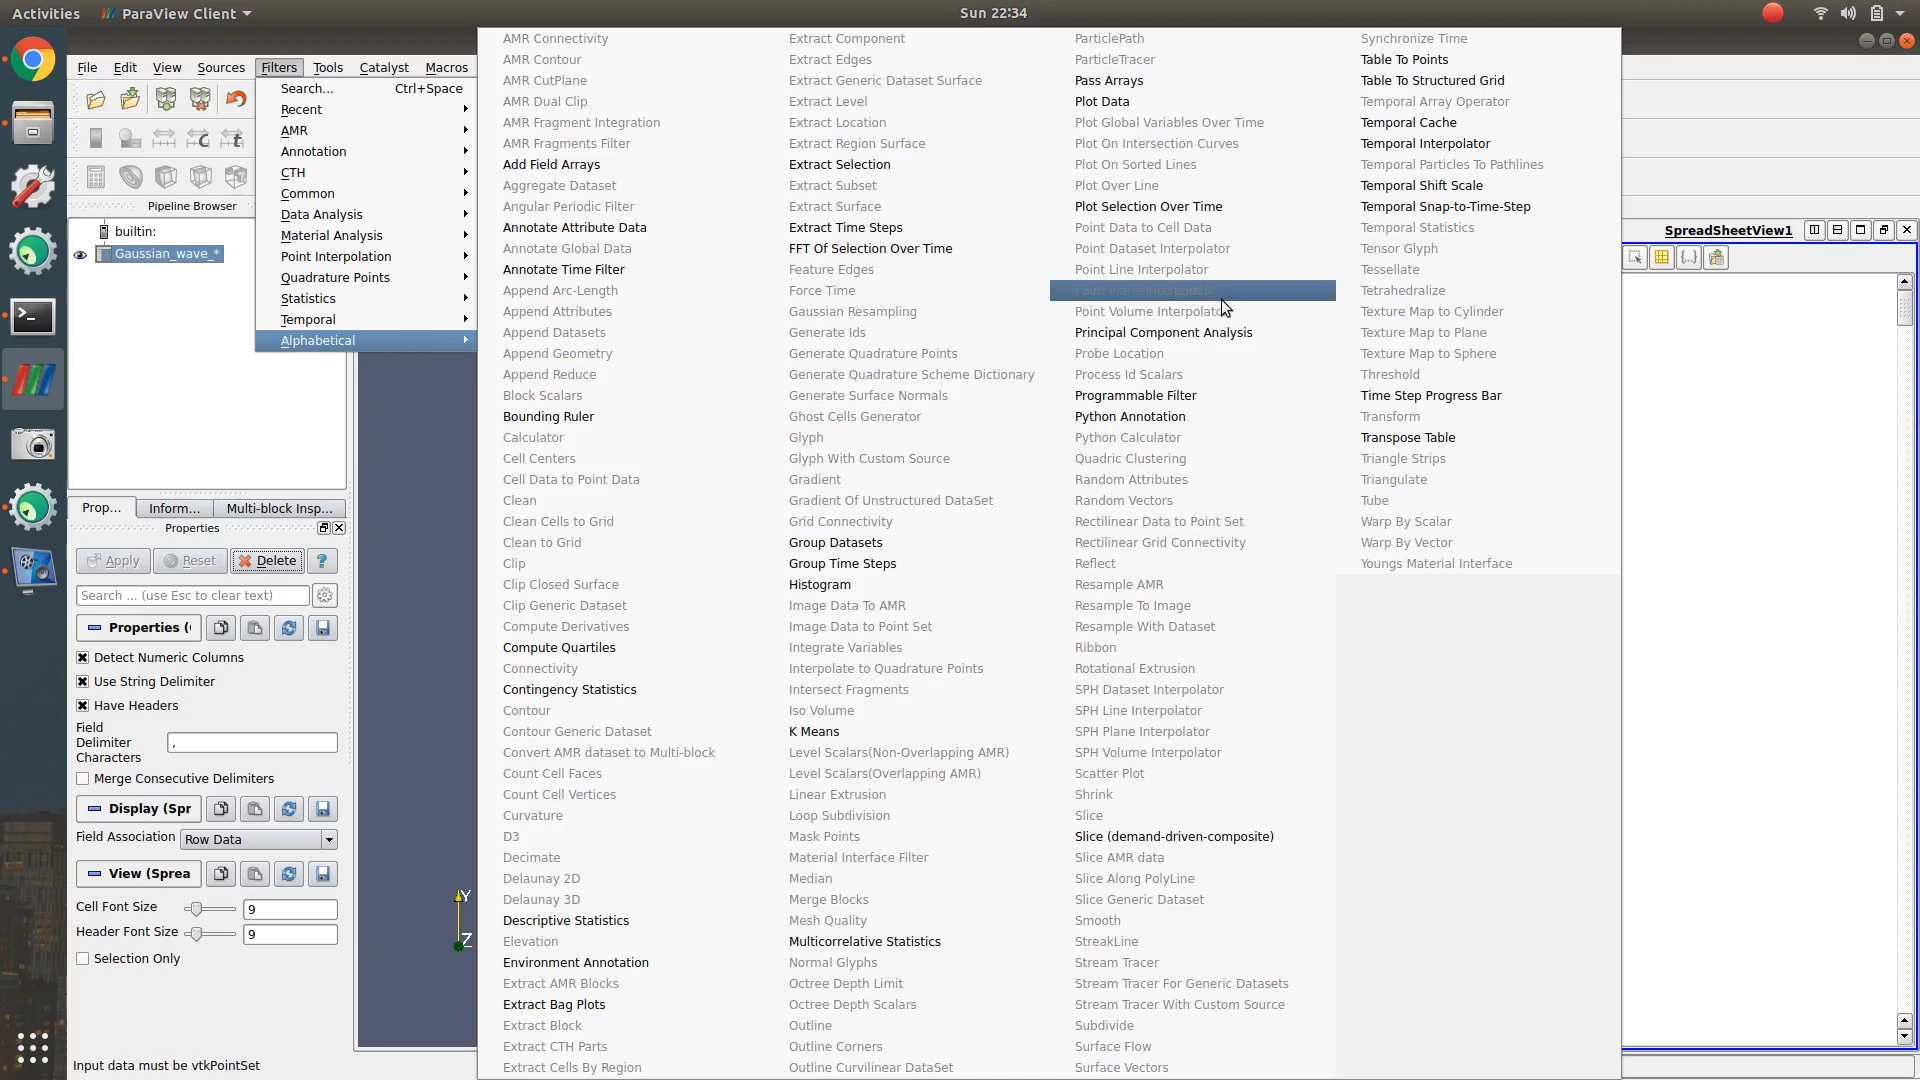 Activities
ParaView Client
Sun 22:34
File
Edit
View
Sources
Filters
Tools
Catalyst
Macros
Search... Ctrl+Space
Recent
AMR
Annotation
CTH
Common
Data Analysis
Material Analysis
Point Interpolation
Quadrature Points
Statistics
Temporal
Alphabetical
Pipeline Browser
builtin:
Gaussian_wave_*
Prop...
Inform...
Multi-block Insp...
Properties
Apply
Reset
Delete
?
Search ... (use Esc to clear text)
Properties (
Detect Numeric Columns
Use String Delimiter
Have Headers
Field
Delimiter
Characters
,
Merge Consecutive Delimiters
Display (Spr
Field Association
Row Data
View (Sprea
Cell Font Size
9
Header Font Size
9
Selection Only
Input data must be vtkPointSet
Y
Z
AMR Connectivity
AMR Contour
AMR CutPlane
AMR Dual Clip
AMR Fragment Integration
AMR Fragments Filter
Add Field Arrays
Aggregate Dataset
Angular Periodic Filter
Annotate Attribute Data
Annotate Global Data
Annotate Time Filter
Append Arc-Length
Append Attributes
Append Datasets
Append Geometry
Append Reduce
Block Scalars
Bounding Ruler
Calculator
Cell Centers
Cell Data to Point Data
Clean
Clean Cells to Grid
Clean to Grid
Clip
Clip Closed Surface
Clip Generic Dataset
Compute Derivatives
Compute Quartiles
Connectivity
Contingency Statistics
Contour
Contour Generic Dataset
Convert AMR dataset to Multi-block
Count Cell Faces
Count Cell Vertices
Curvature
D3
Decimate
Delaunay 2D
Delaunay 3D
Descriptive Statistics
Elevation
Environment Annotation
Extract AMR Blocks
Extract Bag Plots
Extract Block
Extract CTH Parts
Extract Cells By Region
Extract Component
Extract Edges
Extract Generic Dataset Surface
Extract Level
Extract Location
Extract Region Surface
Extract Selection
Extract Subset
Extract Surface
Extract Time Steps
FFT Of Selection Over Time
Feature Edges
Force Time
Gaussian Resampling
Generate Ids
Generate Quadrature Points
Generate Quadrature Scheme Dictionary
Generate Surface Normals
Ghost Cells Generator
Glyph
Glyph With Custom Source
Gradient
Gradient Of Unstructured DataSet
Grid Connectivity
Group Datasets
Group Time Steps
Histogram
Image Data To AMR
Image Data to Point Set
Integrate Variables
Interpolate to Quadrature Points
Intersect Fragments
Iso Volume
K Means
Level Scalars(Non-Overlapping AMR)
Level Scalars(Overlapping AMR)
Linear Extrusion
Loop Subdivision
Mask Points
Material Interface Filter
Median
Merge Blocks
Mesh Quality
Multicorrelative Statistics
Normal Glyphs
Octree Depth Limit
Octree Depth Scalars
Outline
Outline Corners
Outline Curvilinear DataSet
ParticlePath
ParticleTracer
Pass Arrays
Plot Data
Plot Global Variables Over Time
Plot On Intersection Curves
Plot On Sorted Lines
Plot Over Line
Plot Selection Over Time
Point Data to Cell Data
Point Dataset Interpolator
Point Line Interpolator
Point Plane Interpolator
Point Volume Interpolator
Principal Component Analysis
Probe Location
Process Id Scalars
Programmable Filter
Python Annotation
Python Calculator
Quadric Clustering
Random Attributes
Random Vectors
Rectilinear Data to Point Set
Rectilinear Grid Connectivity
Reflect
Resample AMR
Resample To Image
Resample With Dataset
Ribbon
Rotational Extrusion
SPH Dataset Interpolator
SPH Line Interpolator
SPH Plane Interpolator
SPH Volume Interpolator
Scatter Plot
Shrink
Slice
Slice (demand-driven-composite)
Slice AMR data
Slice Along PolyLine
Slice Generic Dataset
Smooth
StreakLine
Stream Tracer
Stream Tracer For Generic Datasets
Stream Tracer With Custom Source
Subdivide
Surface Flow
Surface Vectors
Synchronize Time
Table To Points
Table To Structured Grid
Temporal Array Operator
Temporal Cache
Temporal Interpolator
Temporal Particles To Pathlines
Temporal Shift Scale
Temporal Snap-to-Time-Step
Temporal Statistics
Tensor Glyph
Tessellate
Tetrahedralize
Texture Map to Cylinder
Texture Map to Plane
Texture Map to Sphere
Threshold
Time Step Progress Bar
Transform
Transpose Table
Triangle Strips
Triangulate
Tube
Warp By Scalar
Warp By Vector
Youngs Material Interface
SpreadSheetView1